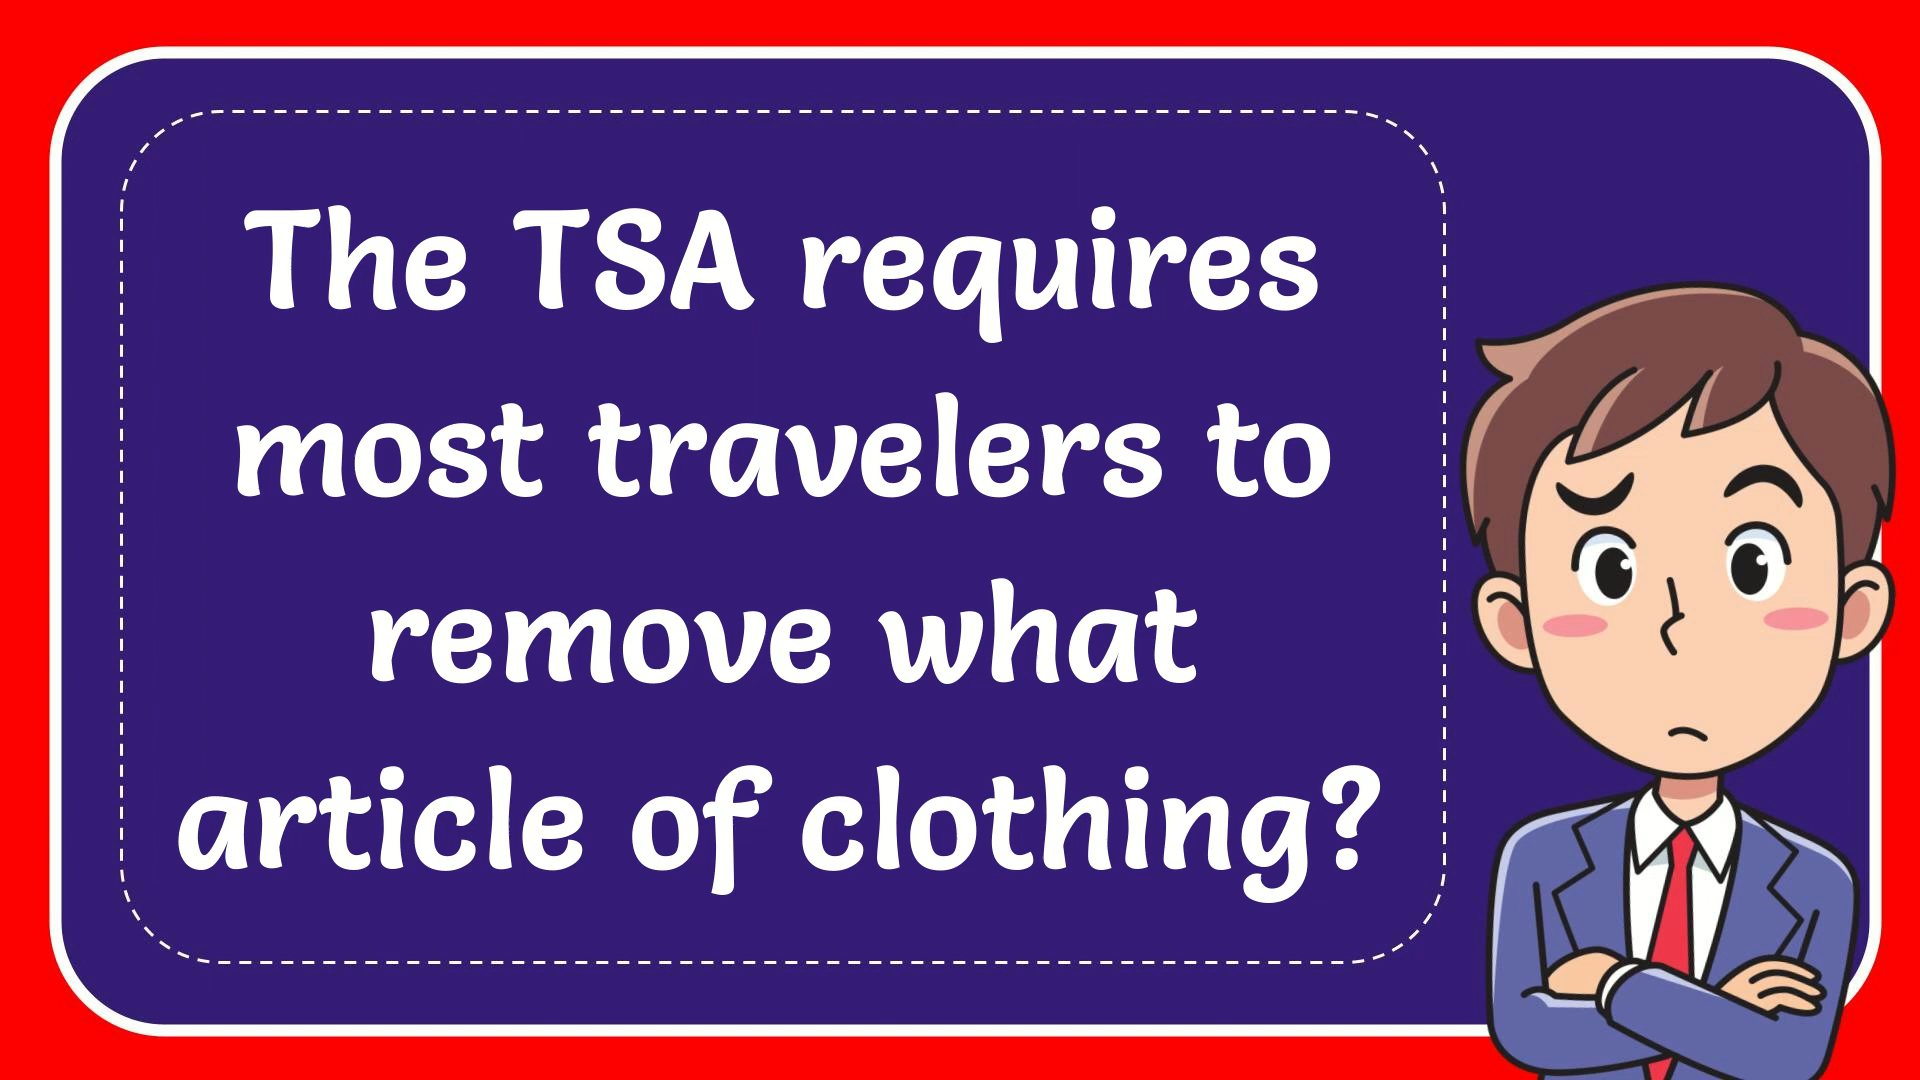 The TSA requires
most travelers to
remove what
article of clothing?